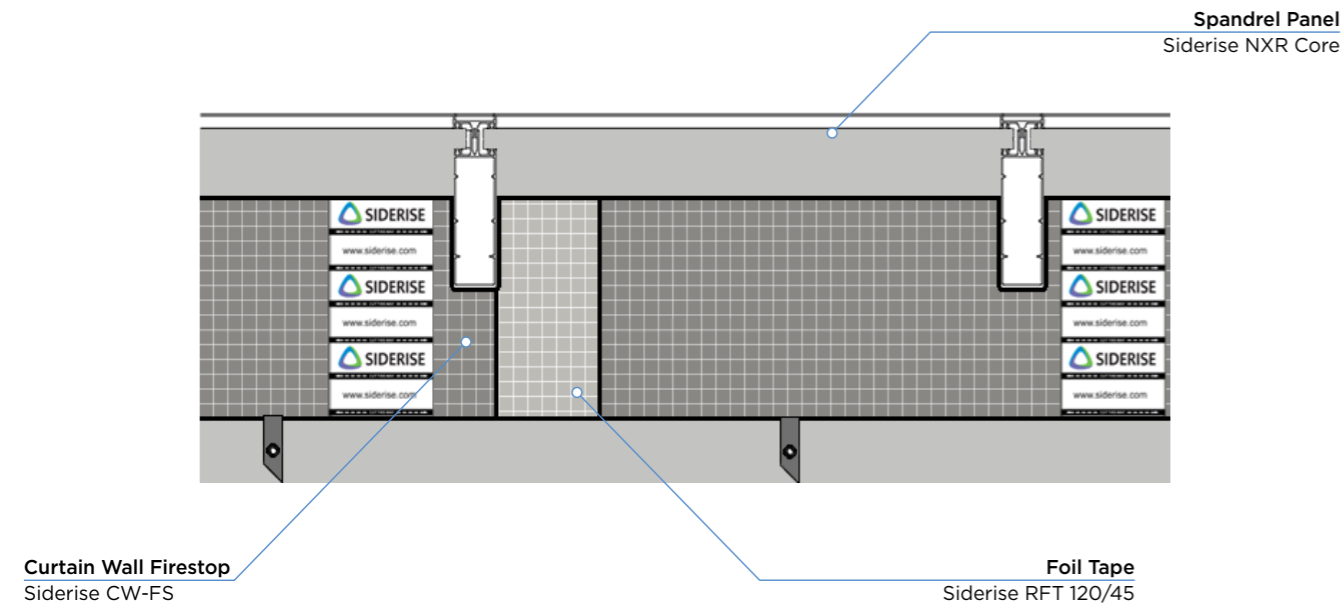 Spandrel Panel
Siderise NXR Core
SIDERISE
www.siderise.com
SIDERISE
www.siderise.com
SIDERISE
www.siderise.com
SIDERISE
www.siderise.com
SIDERISE
www.siderise.com
SIDERISE
www.siderise.com
Curtain Wall Firestop
Siderise CW-FS
Foil Tape
Siderise RFT 120/45